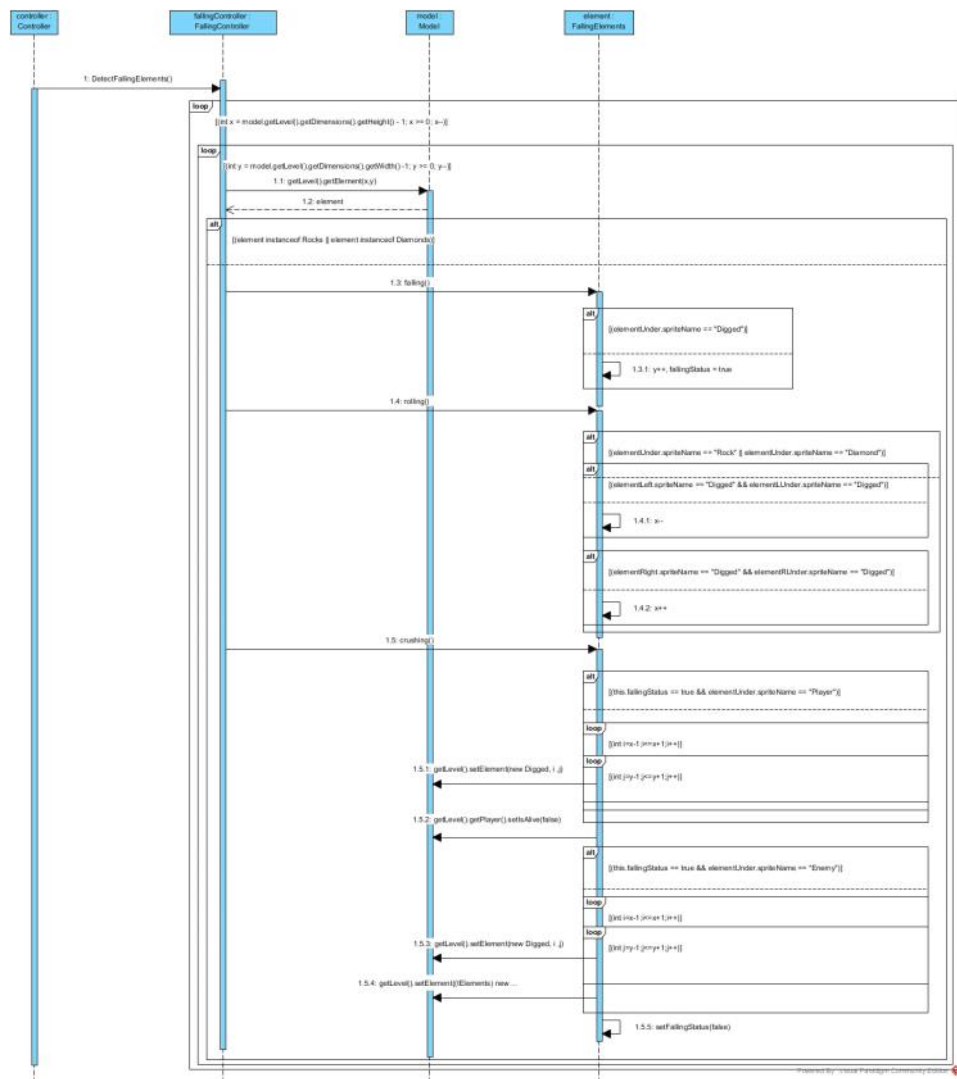 controller :
Controller
fallingController :
FallingController
model :
Model
element :
FallingElements
1: DetectFallingElements()
loop
[(int x = model.getLevel().getDimensions().getHeight() - 1; x >= 0; x--)]
loop
[(int y = model.getLevel().getDimensions().getWidth() -1; y >= 0; y--)]
1.1: getLevel().getElement(x,y)
1.2: element
alt
[(element instanceof Rocks || element instanceof Diamonds)]
1.3: falling()
alt
[(elementUnder.spriteName == "Digged")]
1.3.1: y++, fallingStatus = true
1.4: rolling()
alt
[(elementUnder.spriteName == "Rock" || elementUnder.spriteName == "Diamond")]
alt
[(elementLeft.spriteName == "Digged" && elementLUnder.spriteName == "Digged")]
1.4.1: x--
alt
[(elementRight.spriteName == "Digged" && elementRUnder.spriteName == "Digged")]
1.4.2: x++
1.5: crushing()
alt
[(this.fallingStatus == true && elementUnder.spriteName == "Player")]
loop
[(int i=x-1;i<=x+1;i++)]
loop
[(int j=y-1;j<=y+1;j++)]
1.5.1: getLevel().setElement(new Digged, i ,j)
1.5.2: getLevel().getPlayer().setIsAlive(false)
alt
[(this.fallingStatus == true && elementUnder.spriteName == "Enemy")]
loop
[(int i=x-1;i<=x+1;i++)]
loop
[(int j=y-1;j<=y+1;j++)]
1.5.3: getLevel().setElement(new Digged, i ,j)
1.5.4: getLevel().setElement((IElements) new ...
1.5.5: setFallingStatus(false)
Powered By Visual Paradigm Community Edition